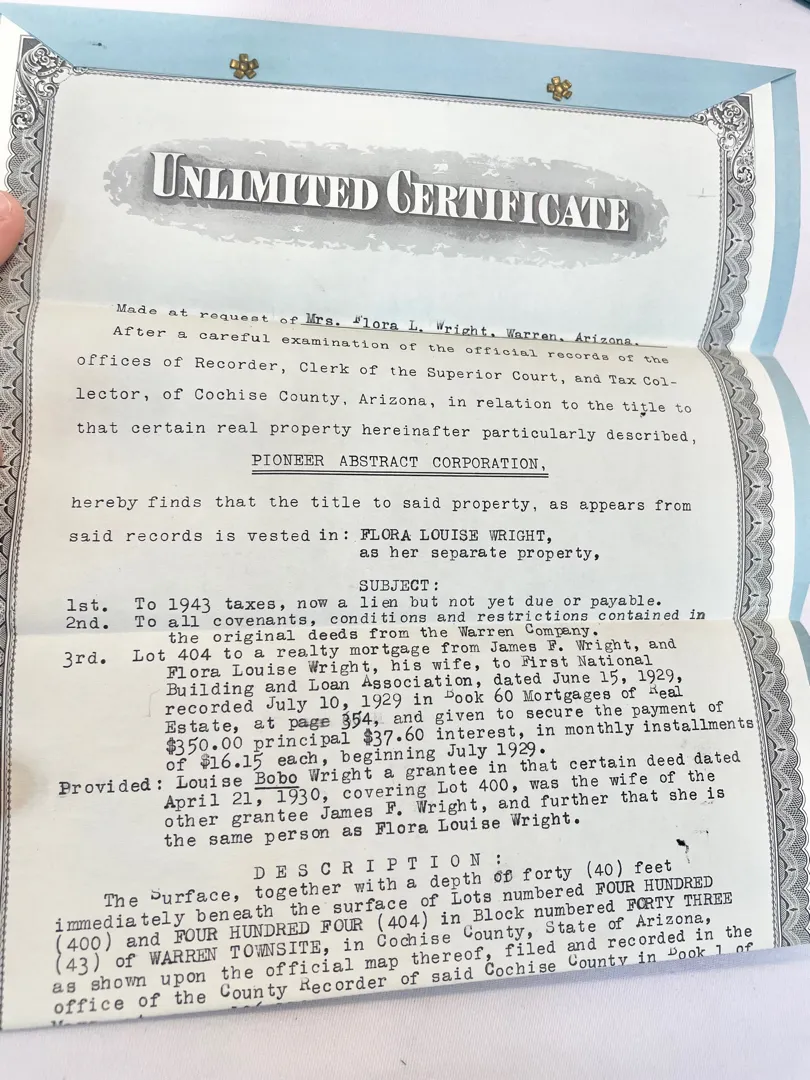 UNLIMITED CERTIFICATE
Made at request of Mrs. Flora L. Wright, Warren, Arizona.
After a careful examination of the official records of the
offices of Recorder, Clerk of the Superior Court, and Tax Col-
lector, of Cochise County, Arizona, in relation to the title to
that certain real property hereinafter particularly described,
PIONEER ABSTRACT CORPORATION,
hereby finds that the title to said property, as appears from
said records is vested in: FLORA LOUISE WRIGHT,
as her separate property,
SUBJECT:
1st. To 1943 taxes, now a lien but not yet due or payable.
2nd. To all covenants, conditions and restrictions contained in
the original deeds from the Warren Company.
3rd. Lot 404 to a realty mortgage from James F. Wright, and
Flora Louise Wright, his wife, to First National
Building and Loan Association, dated June 15, 1929,
recorded July 10, 1929 in Book 60 Mortgages of Real
Estate, at page 354, and given to secure the payment of
$350.00 principal $37.60 interest, in monthly installments
of $16.15 each, beginning July 1929.
Provided: Louise Bobo Wright a grantee in that certain deed dated
April 21, 1930, covering Lot 400, was the wife of the
other grantee James F. Wright, and further that she is
the same person as Flora Louise Wright.
DESCRIPTION:
The Surface, together with a depth of forty (40) feet
immediately beneath the surface of Lots numbered FOUR HUNDRED
(400) and FOUR HUNDRED FOUR (404) in Block numbered FORTY THREE
(43) of WARREN TOWNSITE, in Cochise County, State of Arizona,
as shown upon the official map thereof, filed and recorded in the
office of the County Recorder of said Cochise County in Book 1 of